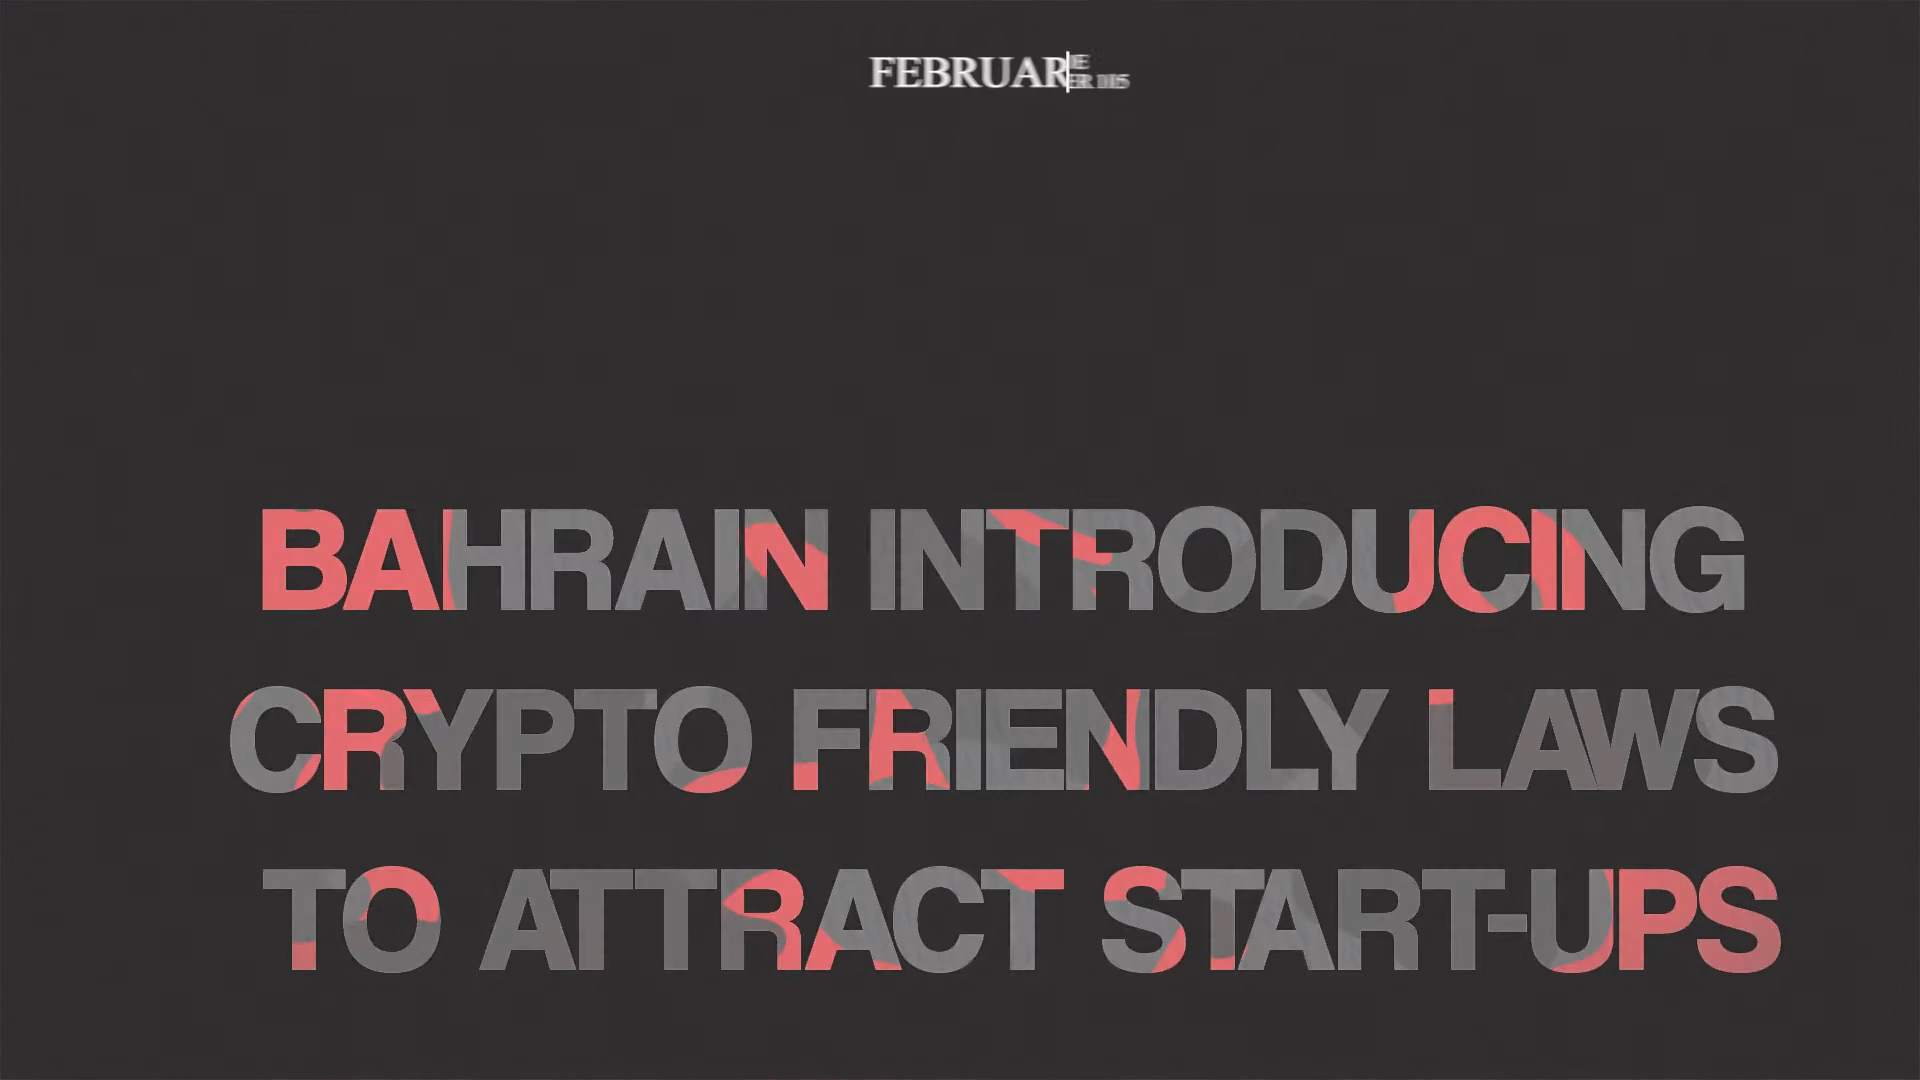 FEBRUAR
BAHRAIN INTRODUCING
CRYPTO FRIENDLY LAWS
TO ATTRACT START-UPS